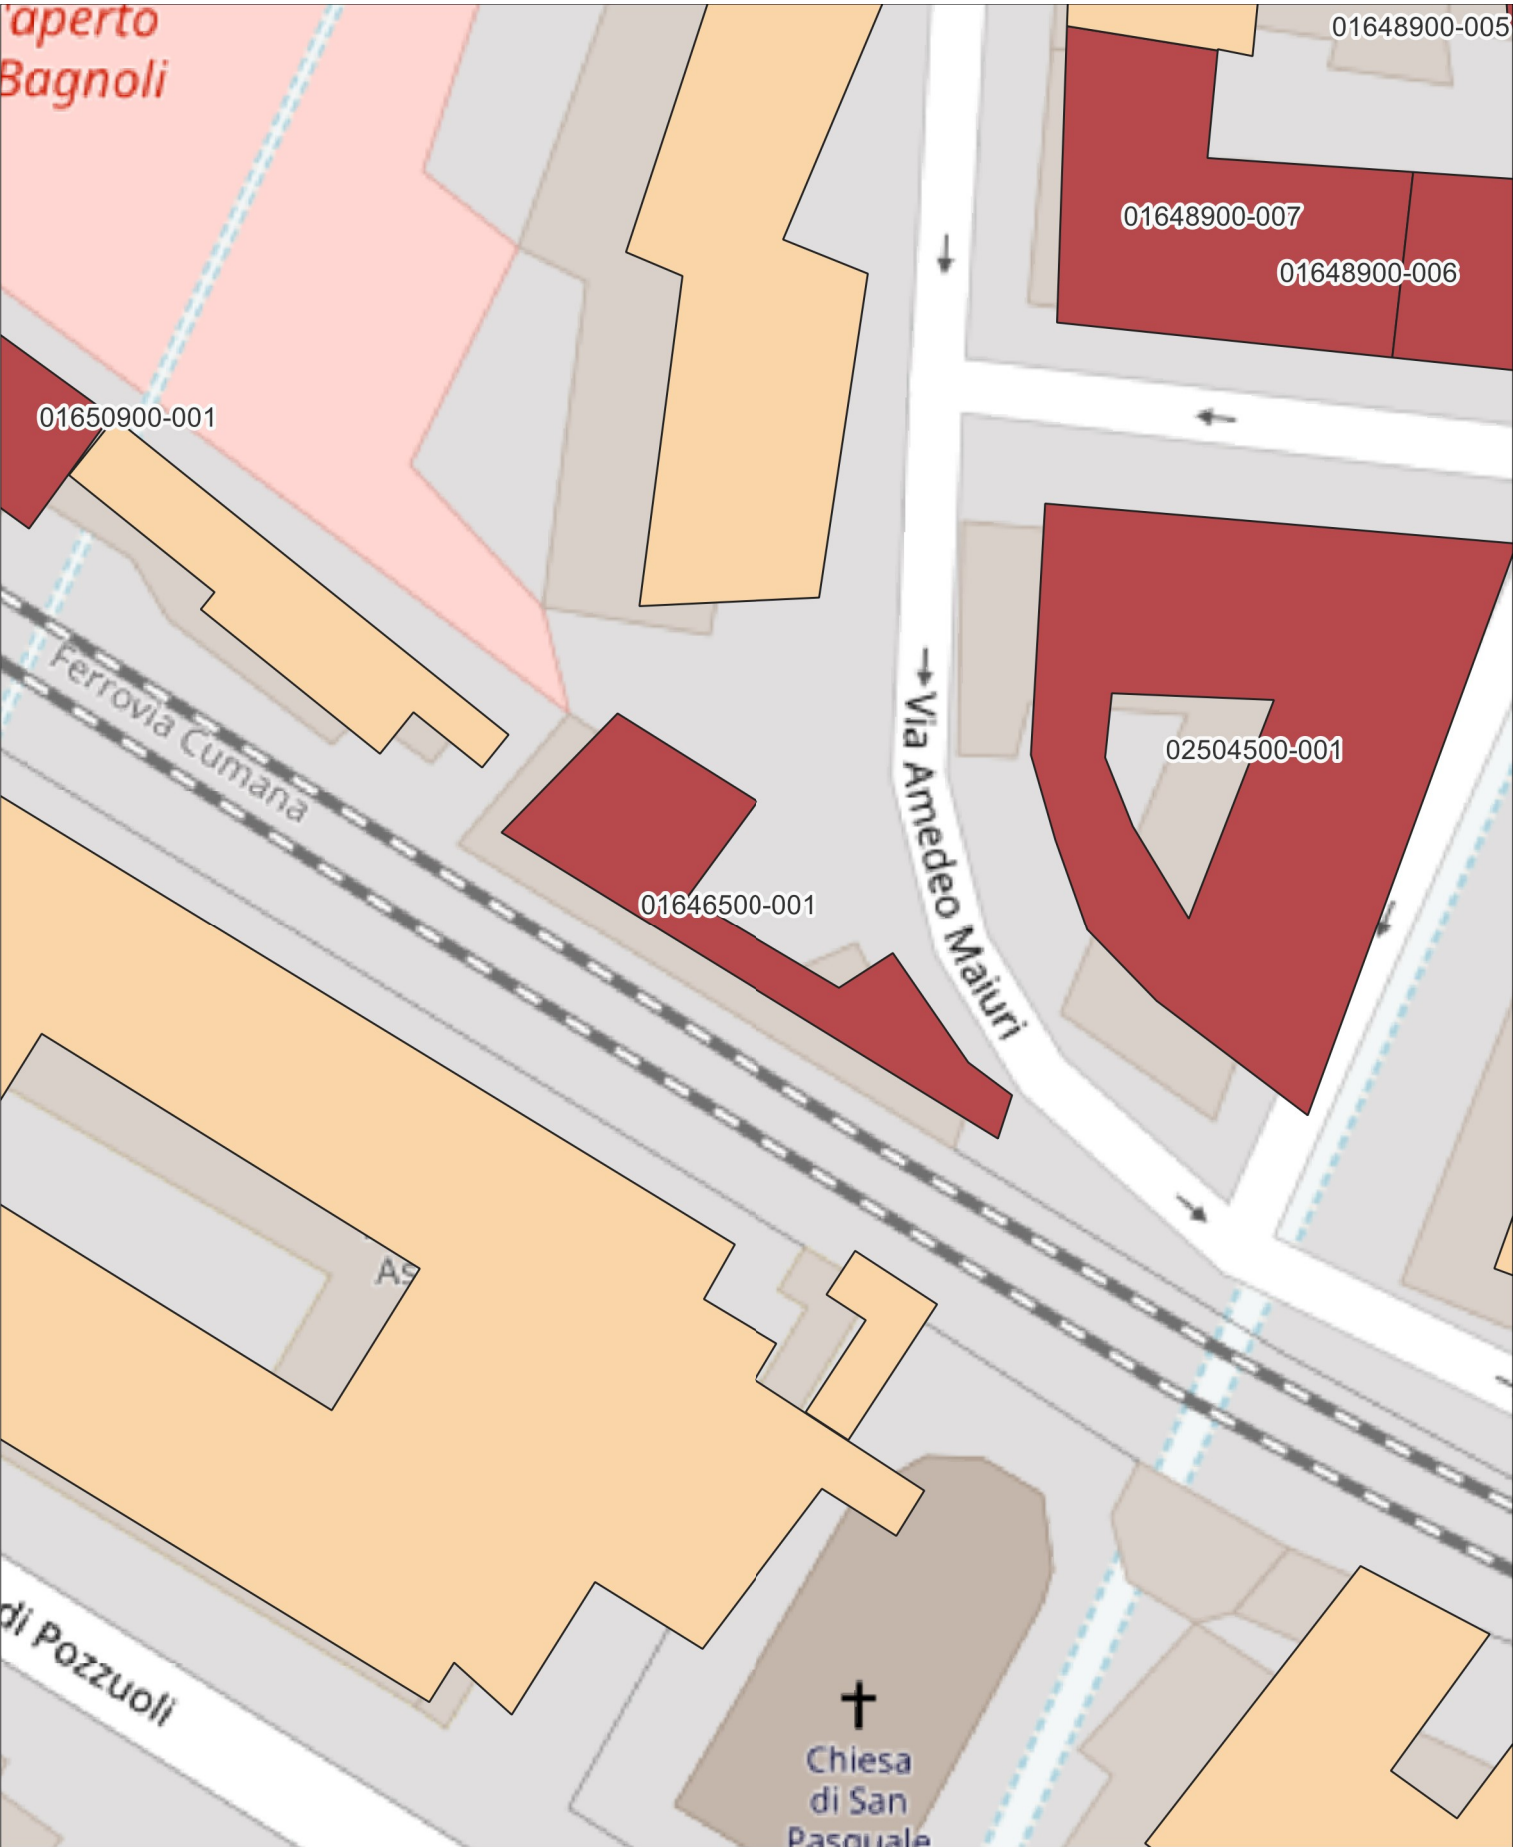 'aperto
Bagnoli
01648900-005
01648900-007
01648900-006
01650900-001
Ferrovia Cumana
Via Amedeo Maiuri
02504500-001
01646500-001
As
di Pozzuoli
Chiesa
di San
Pasquale